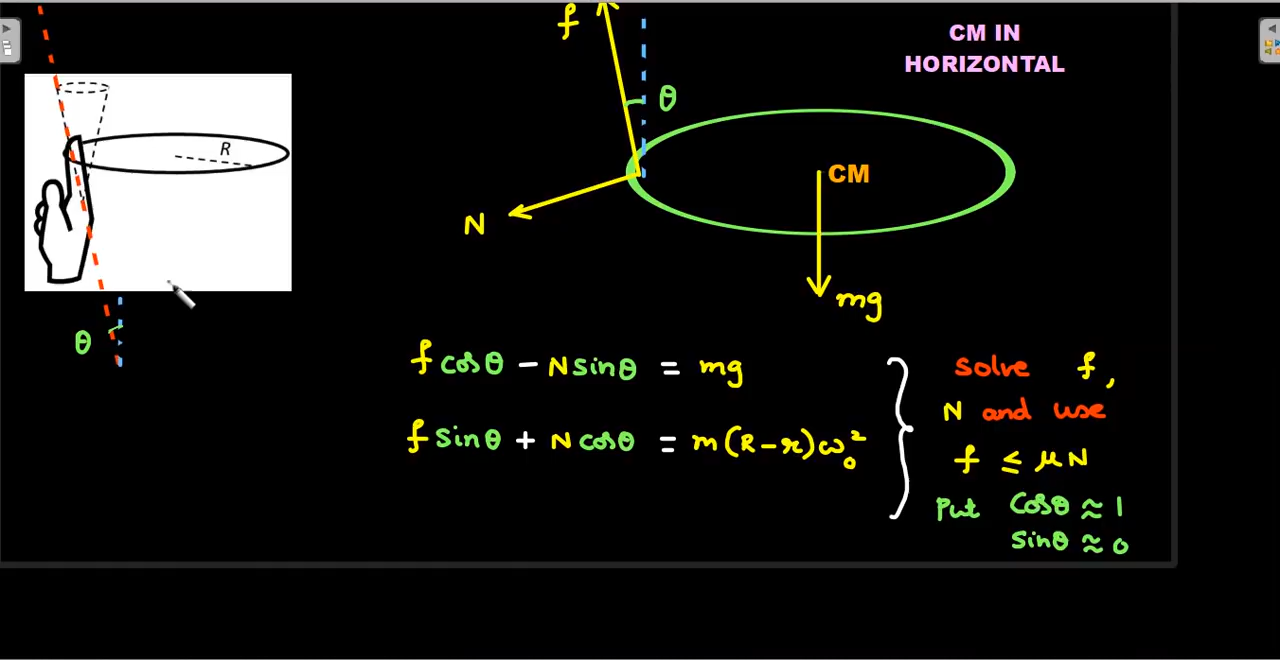 f
θ
CM IN
HORIZONTAL
R
CM
N
mg
θ
f cosθ - N sinθ = mg
f sinθ + N cosθ = m(R-r)ω₀²
Solve f,
N and use
f ≤ μN
Put Cosθ ≈ 1
sinθ ≈ 0